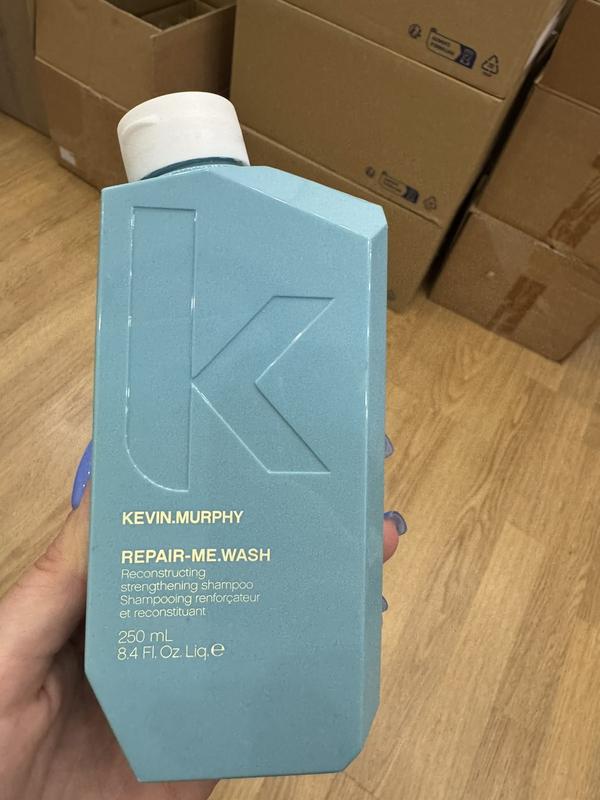 KEVIN.MURPHY
REPAIR-ME.WASH
Reconstructing
strengthening shampoo
Shampooing renforçateur
et reconstituant
250 mL
8.4 Fl. Oz. Liq.℮